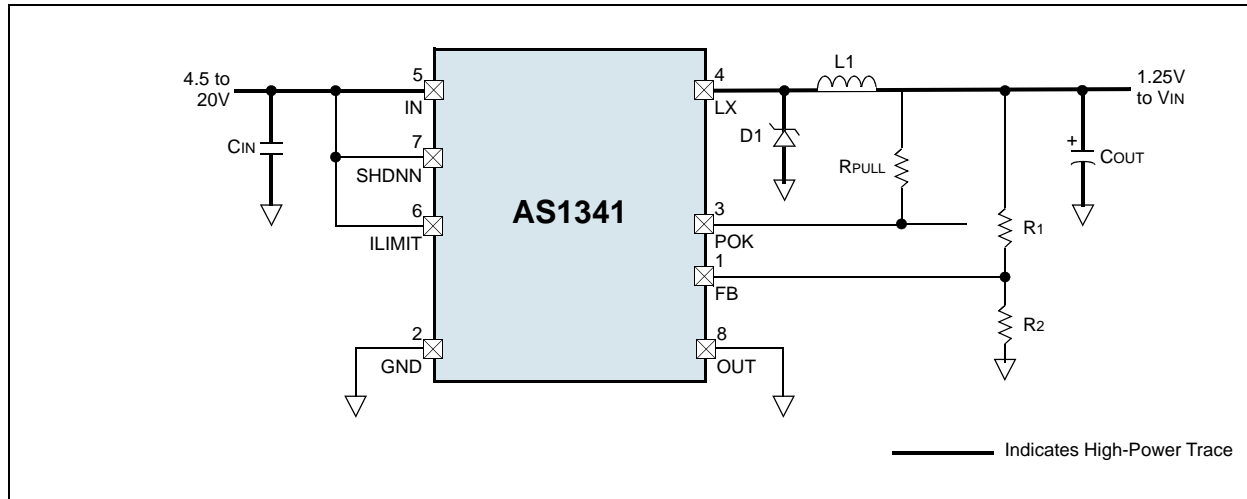 4.5 to
20V
CIN
5
IN
7
SHDNN
6
ILIMIT
2
GND
AS1341
4
LX
3
POK
1
FB
8
OUT
L1
D1
RPULL
1.25V
to VIN
+
COUT
R1
R2
Indicates High-Power Trace